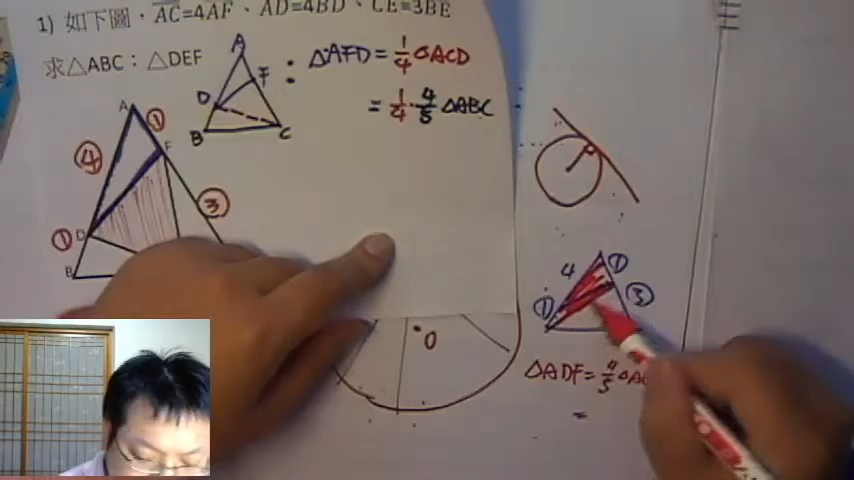 1) 如下圖，AC=4AF、AD=4BD、CE=3BE
求△ABC：△DEF
A
F
D
B
C
:
△AFD = 1/4 △ACD
= 1/4 · 4/5 △ABC
A
①
④
F
③
①
D
B
4
①
①
③
O
△ADF = 4/5 △A
=